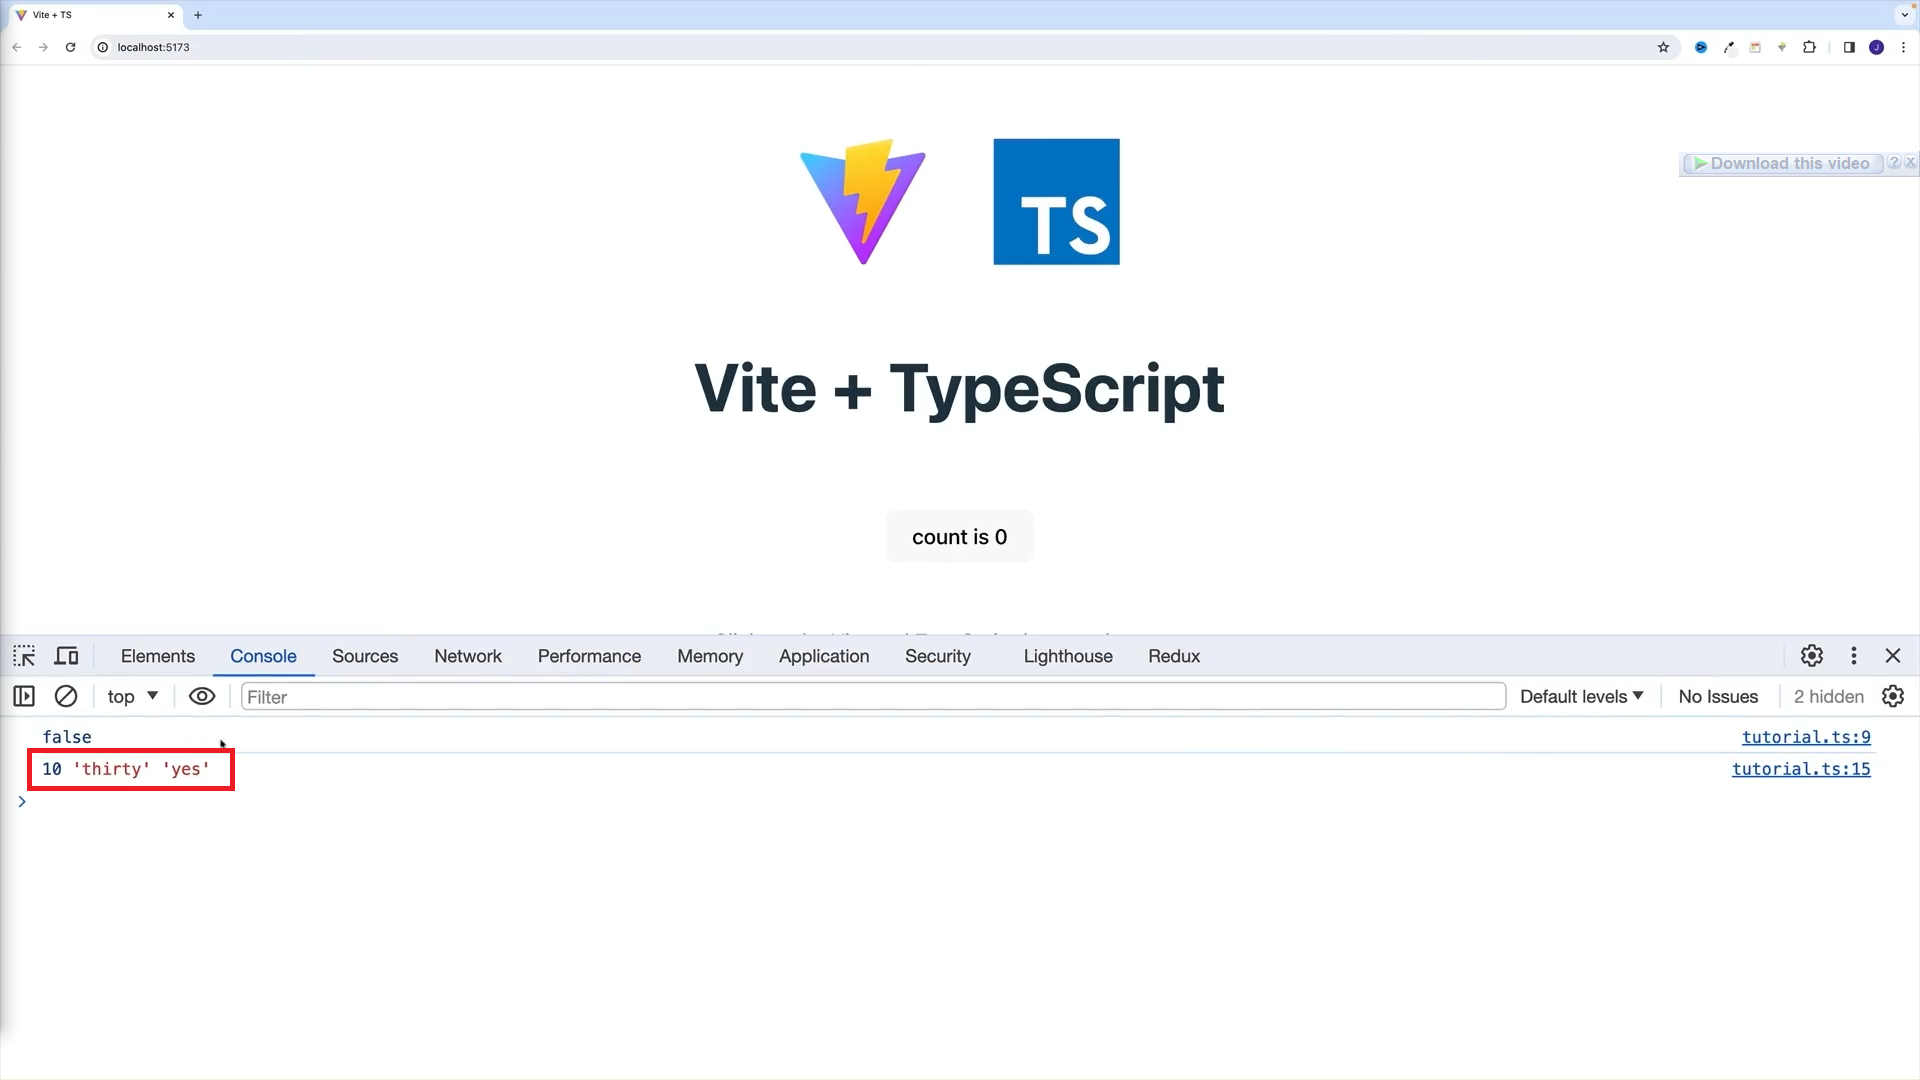 Vite + TS
localhost:5173
J
Download this video ? X
TS
Vite + TypeScript
count is 0
Elements Console Sources Network Performance Memory Application Security Lighthouse Redux
top Filter Default levels No Issues 2 hidden
false tutorial.ts:9
10 'thirty' 'yes' tutorial.ts:15
>